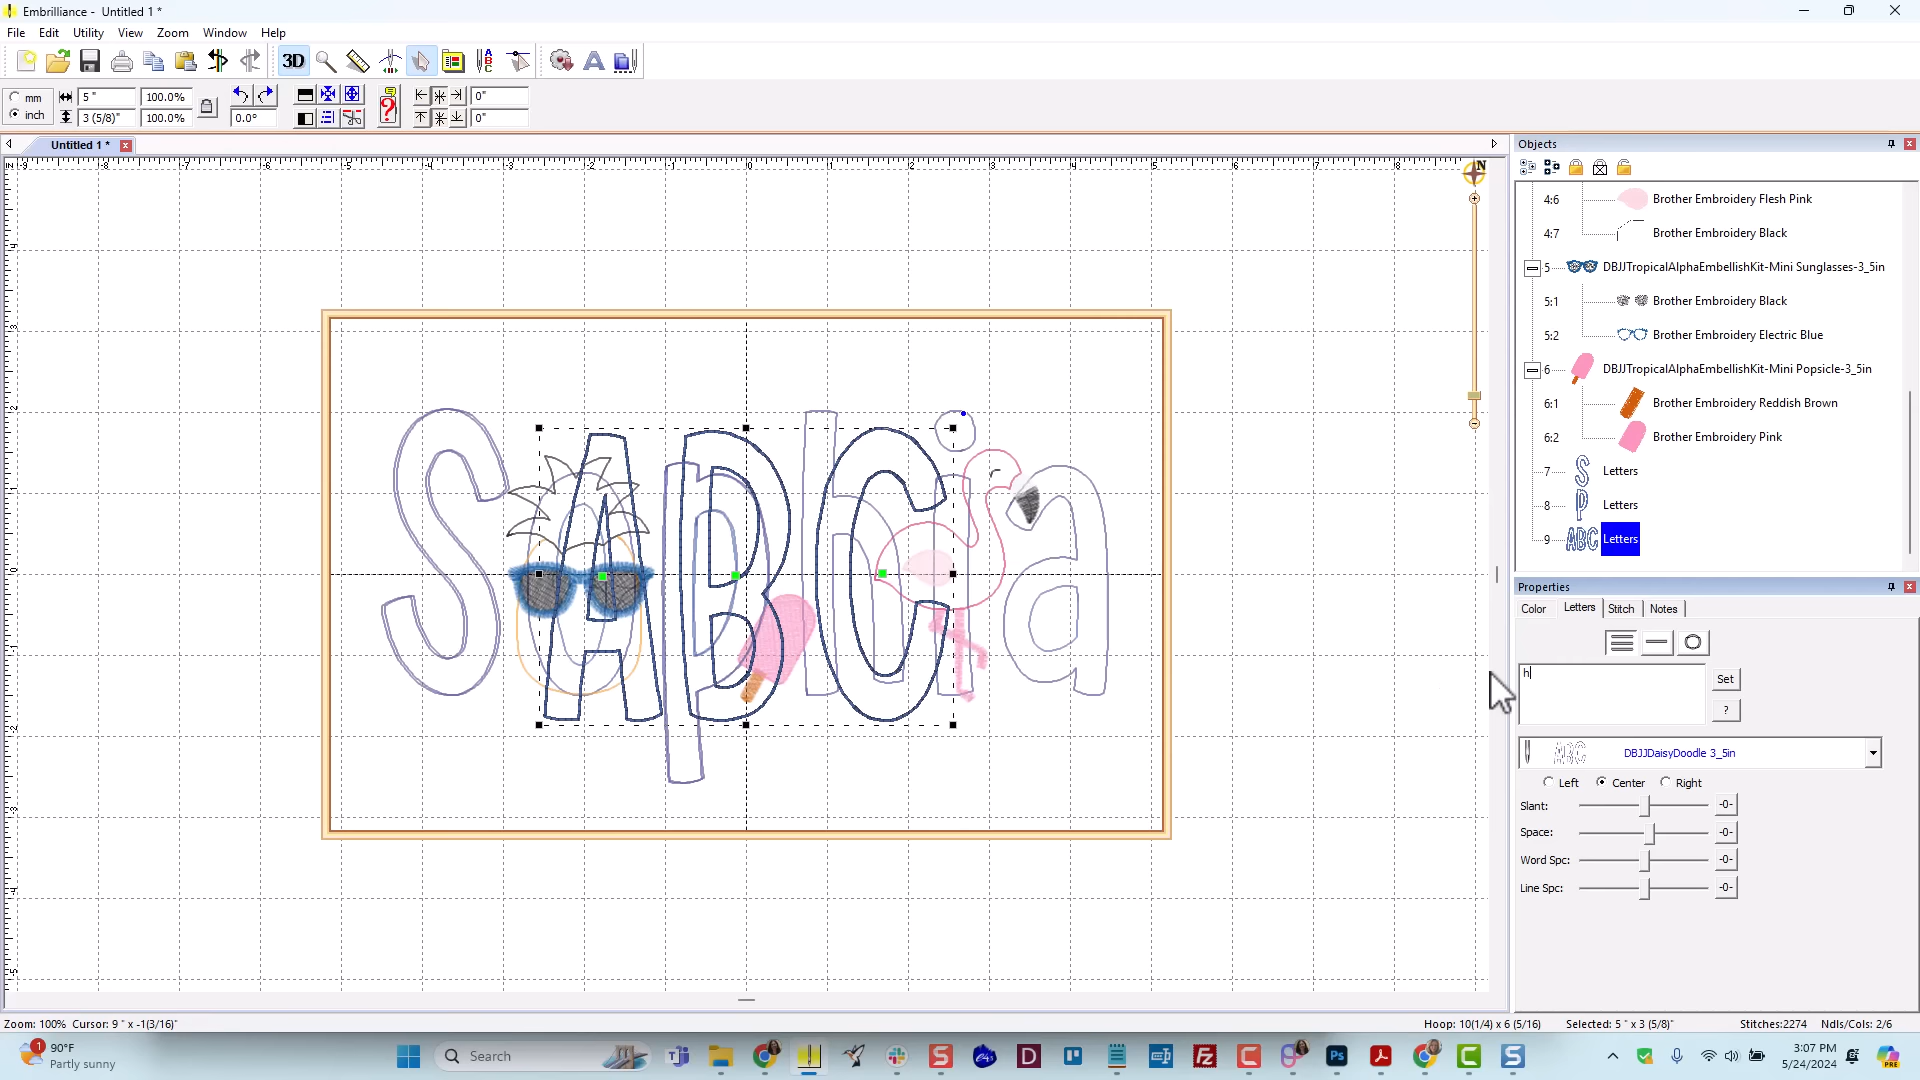 Embrilliance - Untitled 1 *
File Edit Utility View Zoom Window Help
3D
mm 5 " 100.0%
inch 3 (5/8)" 100.0% 0.0° 0" 0"
Untitled 1 *
Objects
4:6 Brother Embroidery Flesh Pink
4:7 Brother Embroidery Black
5 DBJJTropicalAlphaEmbellishKit-Mini Sunglasses-3_5in
5:1 Brother Embroidery Black
5:2 Brother Embroidery Electric Blue
6 DBJJTropicalAlphaEmbellishKit-Mini Popsicle-3_5in
6:1 Brother Embroidery Reddish Brown
6:2 Brother Embroidery Pink
7 S Letters
8 p Letters
9 ABC Letters
S p h i a
ABC
Properties
Color Letters Stitch Notes
h
Set
?
ABC DBJJDaisyDoodle 3_5in
Left Center Right
Slant: -0-
Space: -0-
Word Spc: -0-
Line Spc: -0-
Zoom: 100% Cursor: 9 " x -1(3/16)"
Hoop: 10(1/4) x 6 (5/16) Selected: 5 " x 3 (5/8)" Stitches:2274 Ndls/Cols: 2/6
90°F
Partly sunny
Search
3:07 PM
5/24/2024